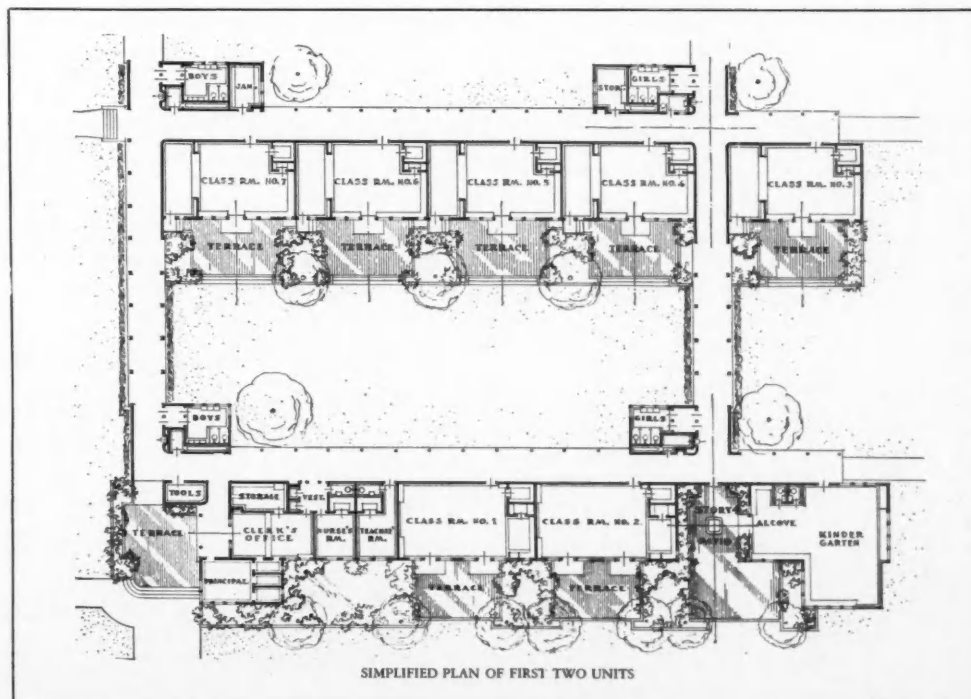 BOYS
JAN.
STOR.
GIRLS
CLASS RM. NO. 7
CLASS RM. NO. 6
CLASS RM. NO. 5
CLASS RM. NO. 4
CLASS RM. NO. 3
TERRACE
TERRACE
TERRACE
TERRACE
TERRACE
BOYS
GIRLS
TOOLS
STORAGE
VEST.
TERRACE
CLERK'S
OFFICE
NURSE'S
RM.
RM.
CLASS RM. NO. 1
CLASS RM. NO. 2
STORY
ALCOVE
KINDER
GARTEN
PRINCIPAL
TERRACE
TERRACE
SIMPLIFIED PLAN OF FIRST TWO UNITS